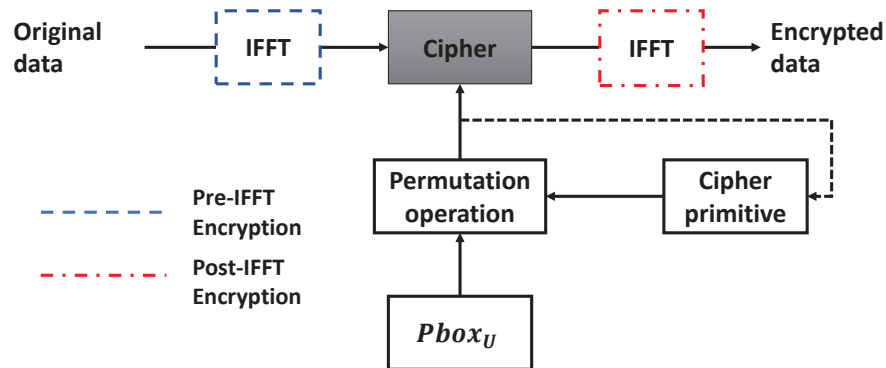 Original
data
IFFT
Cipher
IFFT
Encrypted
data
Permutation
operation
Cipher
primitive
Pre-IFFT
Encryption
Post-IFFT
Encryption
Pbox_U